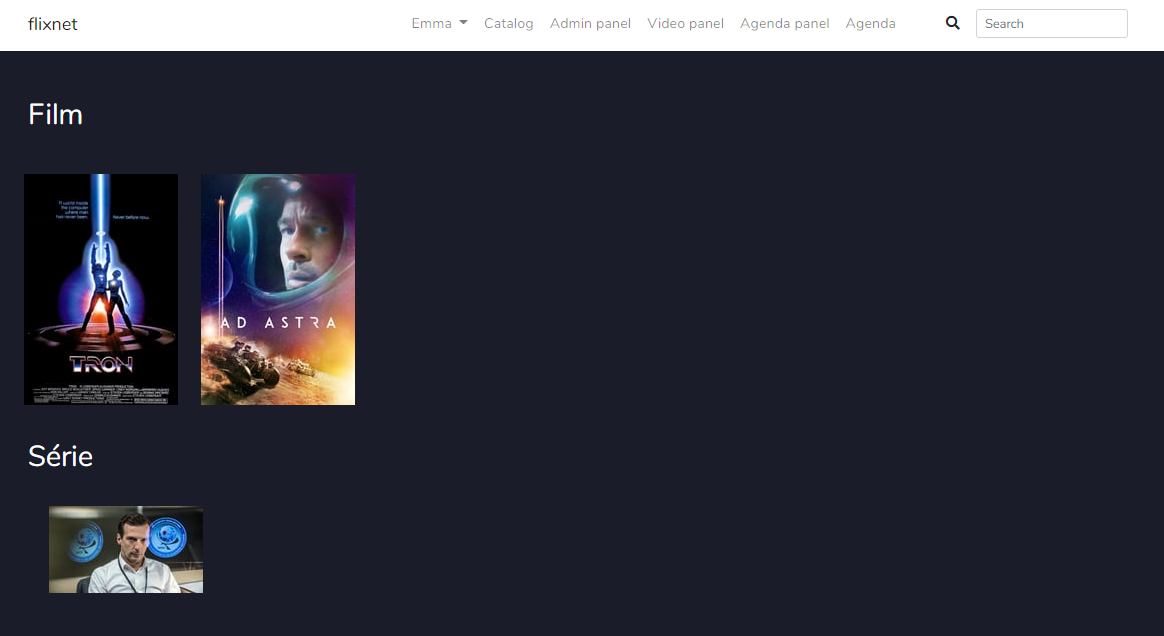 flixnet
Emma Catalog Admin panel Video panel Agenda panel Agenda Search
Film
A world inside
the computer
where man
has never been.
Never before now.
TRON
AD ASTRA
Série